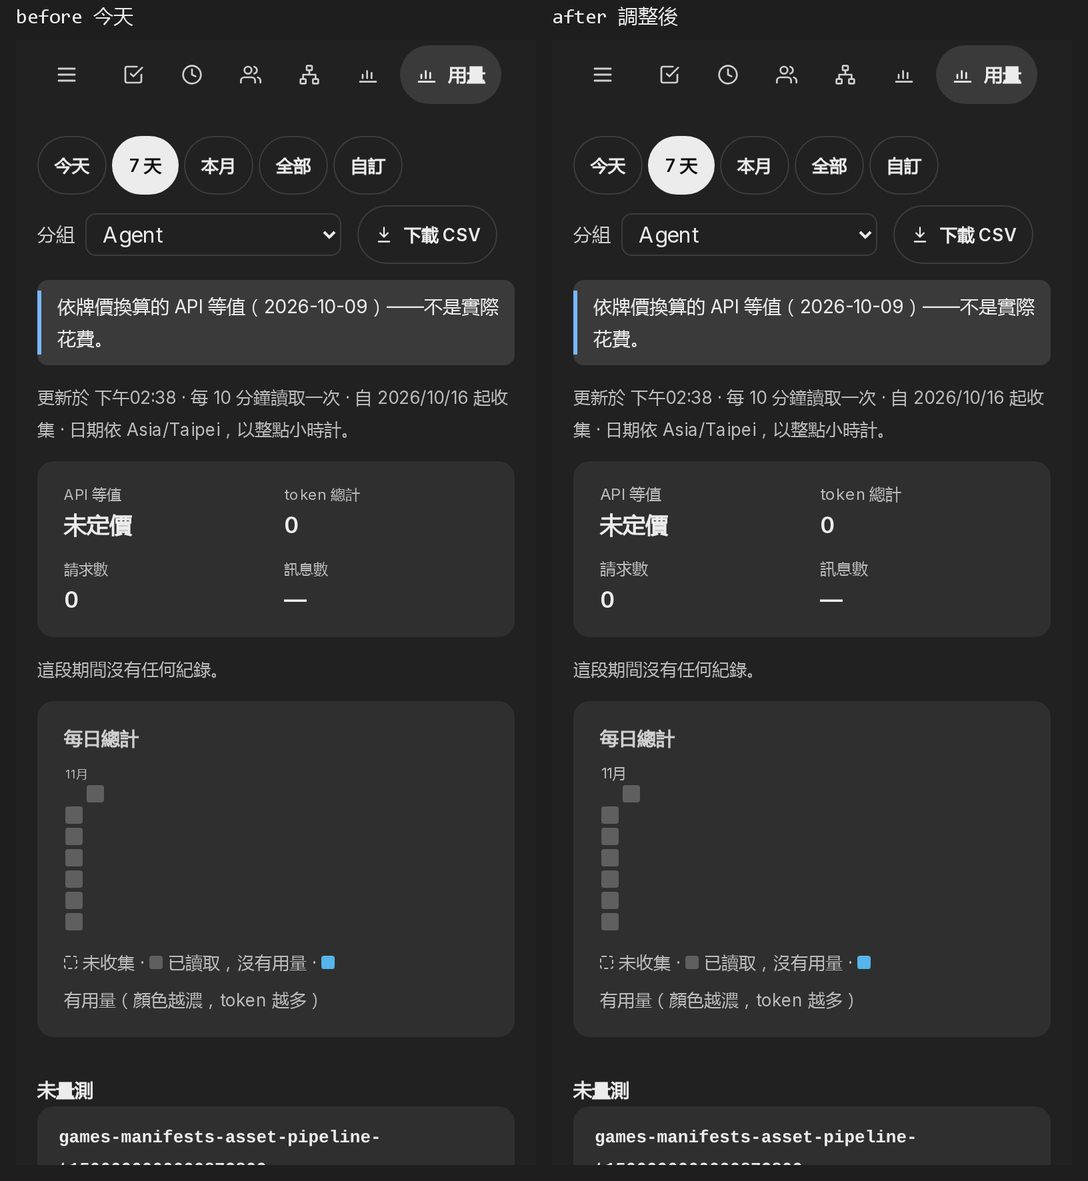 before 今天
用量
今天 7 天 本月 全部 自訂
分組 Agent 下載 CSV
依牌價換算的 API 等值（2026-10-09）——不是實際
花費。
更新於 下午02:38 · 每 10 分鐘讀取一次 · 自 2026/10/16 起收
集 · 日期依 Asia/Taipei，以整點小時計。
API 等值 token 總計
未定價 0
請求數 訊息數
0 —
這段期間沒有任何紀錄。
每日總計
11月
未收集 · 已讀取，沒有用量 ·
有用量（顏色越濃，token 越多）
未量測
games-manifests-asset-pipeline-
after 調整後
用量
今天 7 天 本月 全部 自訂
分組 Agent 下載 CSV
依牌價換算的 API 等值（2026-10-09）——不是實際
花費。
更新於 下午02:38 · 每 10 分鐘讀取一次 · 自 2026/10/16 起收
集 · 日期依 Asia/Taipei，以整點小時計。
API 等值 token 總計
未定價 0
請求數 訊息數
0 —
這段期間沒有任何紀錄。
每日總計
11月
未收集 · 已讀取，沒有用量 ·
有用量（顏色越濃，token 越多）
未量測
games-manifests-asset-pipeline-